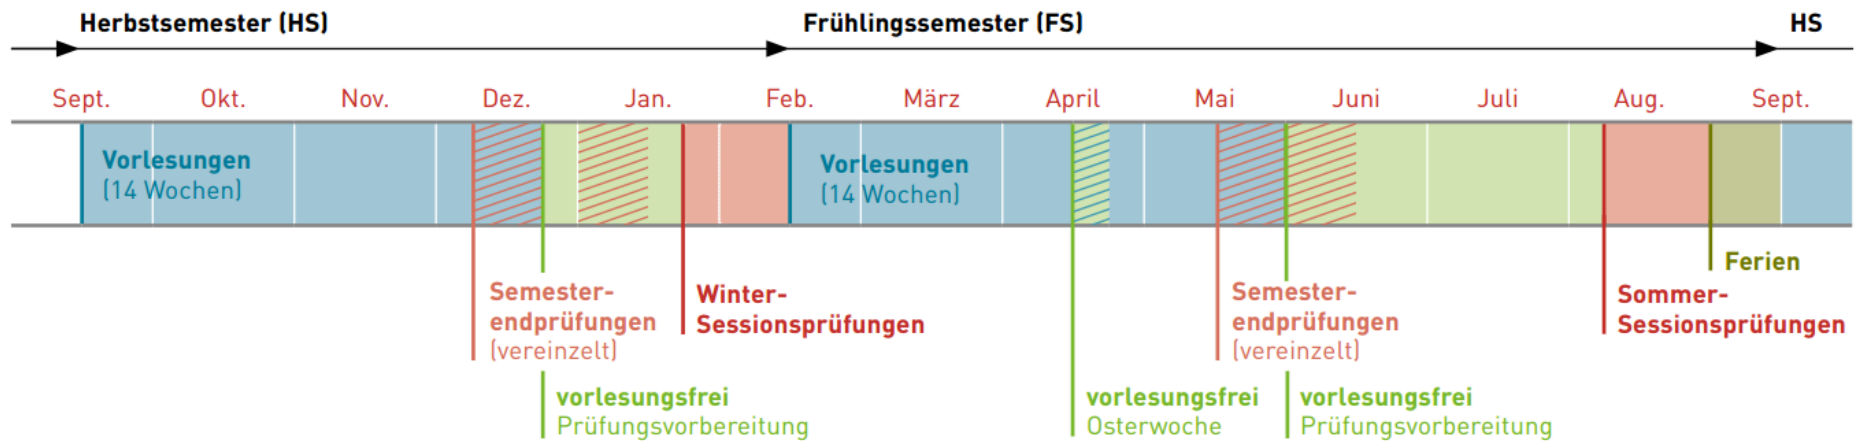 Herbstsemester (HS)
Frühlingssemester (FS)
HS
Sept.
Okt.
Nov.
Dez.
Jan.
Feb.
März
April
Mai
Juni
Juli
Aug.
Sept.
Vorlesungen
(14 Wochen)
Vorlesungen
(14 Wochen)
Semester-
endprüfungen
(vereinzelt)
vorlesungsfrei
Prüfungsvorbereitung
Winter-
Sessionsprüfungen
vorlesungsfrei
Osterwoche
Semester-
endprüfungen
(vereinzelt)
vorlesungsfrei
Prüfungsvorbereitung
Sommer-
Sessionsprüfungen
Ferien